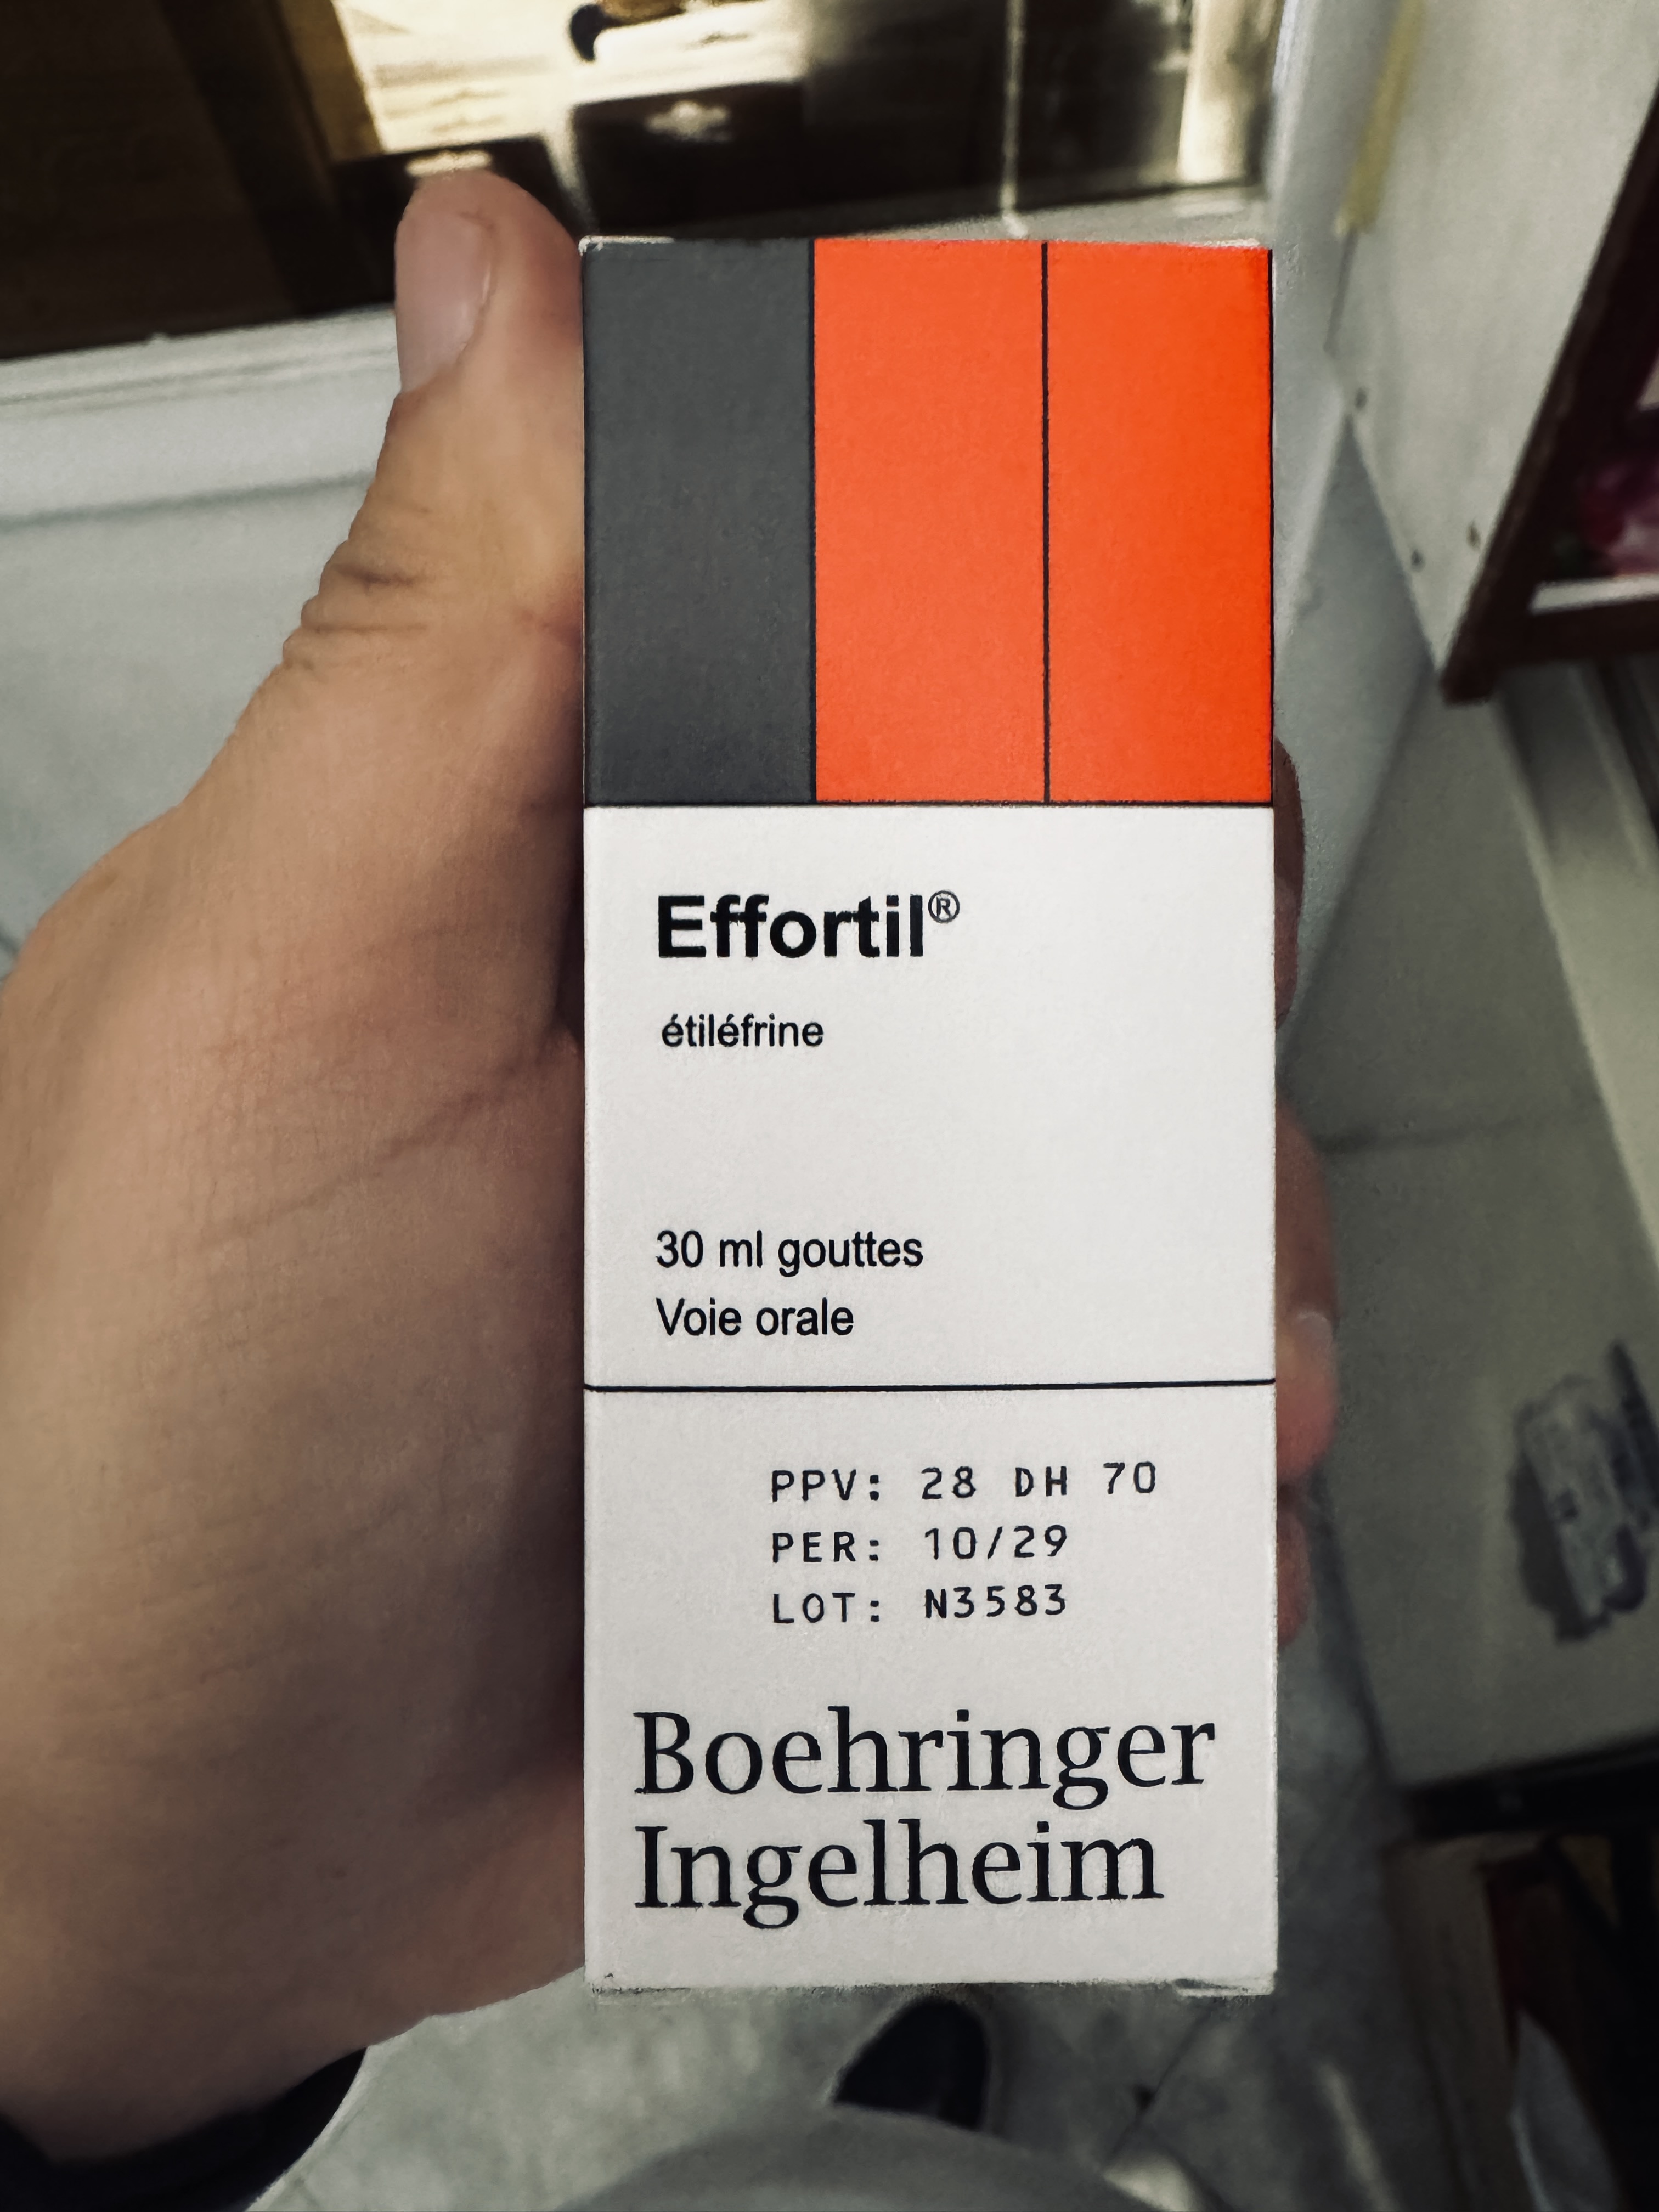 Effortil®
étiléfrine
30 ml gouttes
Voie orale
PPV: 28 DH 70
PER: 10/29
LOT: N3583
Boehringer
Ingelheim